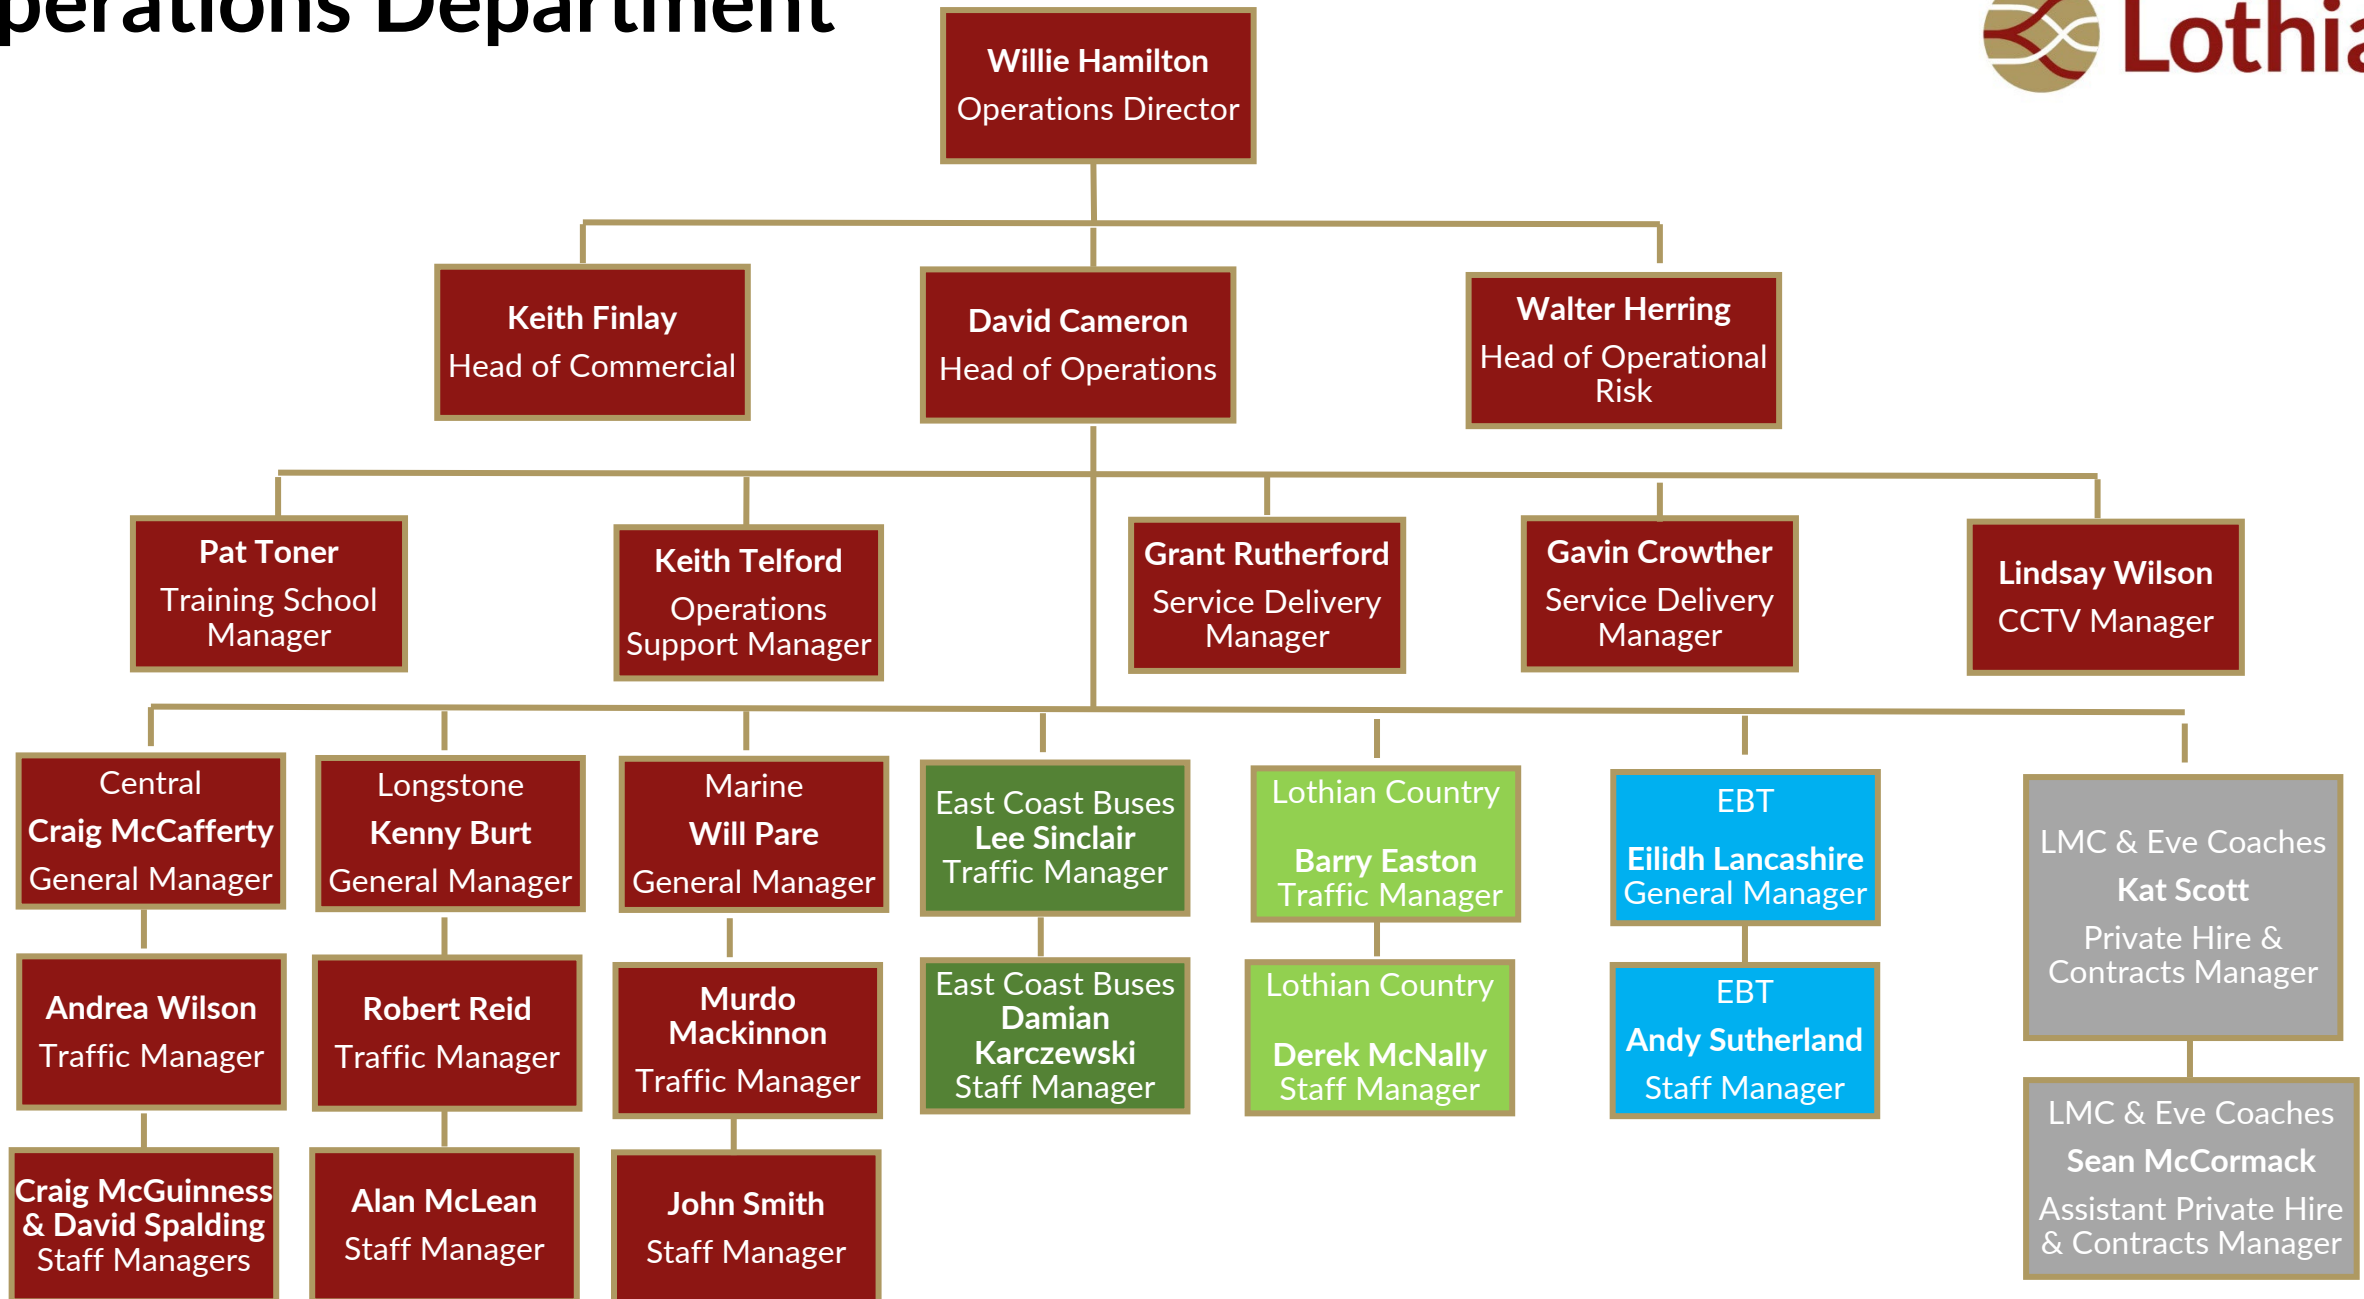 perations Department
Lothia
Willie Hamilton
Operations Director
Keith Finlay
Head of Commercial
David Cameron
Head of Operations
Walter Herring
Head of Operational
Risk
Pat Toner
Training School
Manager
Keith Telford
Operations
Support Manager
Grant Rutherford
Service Delivery
Manager
Gavin Crowther
Service Delivery
Manager
Lindsay Wilson
CCTV Manager
Central
Craig McCafferty
General Manager
Longstone
Kenny Burt
General Manager
Marine
Will Pare
General Manager
East Coast Buses
Lee Sinclair
Traffic Manager
Lothian Country
Barry Easton
Traffic Manager
EBT
Eilidh Lancashire
General Manager
LMC & Eve Coaches
Kat Scott
Private Hire &
Contracts Manager
Andrea Wilson
Traffic Manager
Robert Reid
Traffic Manager
Murdo
Mackinnon
Traffic Manager
East Coast Buses
Damian
Karczewski
Staff Manager
Lothian Country
Derek McNally
Staff Manager
EBT
Andy Sutherland
Staff Manager
LMC & Eve Coaches
Sean McCormack
Assistant Private Hire
& Contracts Manager
Craig McGuinness
& David Spalding
Staff Managers
Alan McLean
Staff Manager
John Smith
Staff Manager